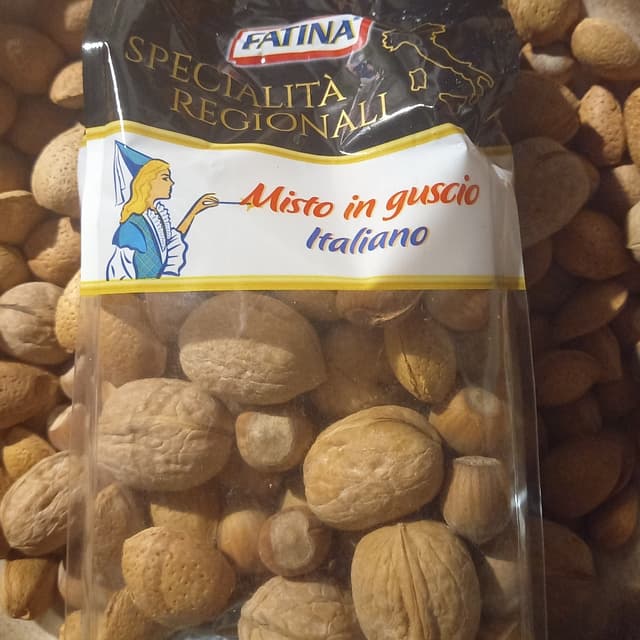 FATINA
SPECIALITÀ
REGIONALI
Misto in guscio
Italiano